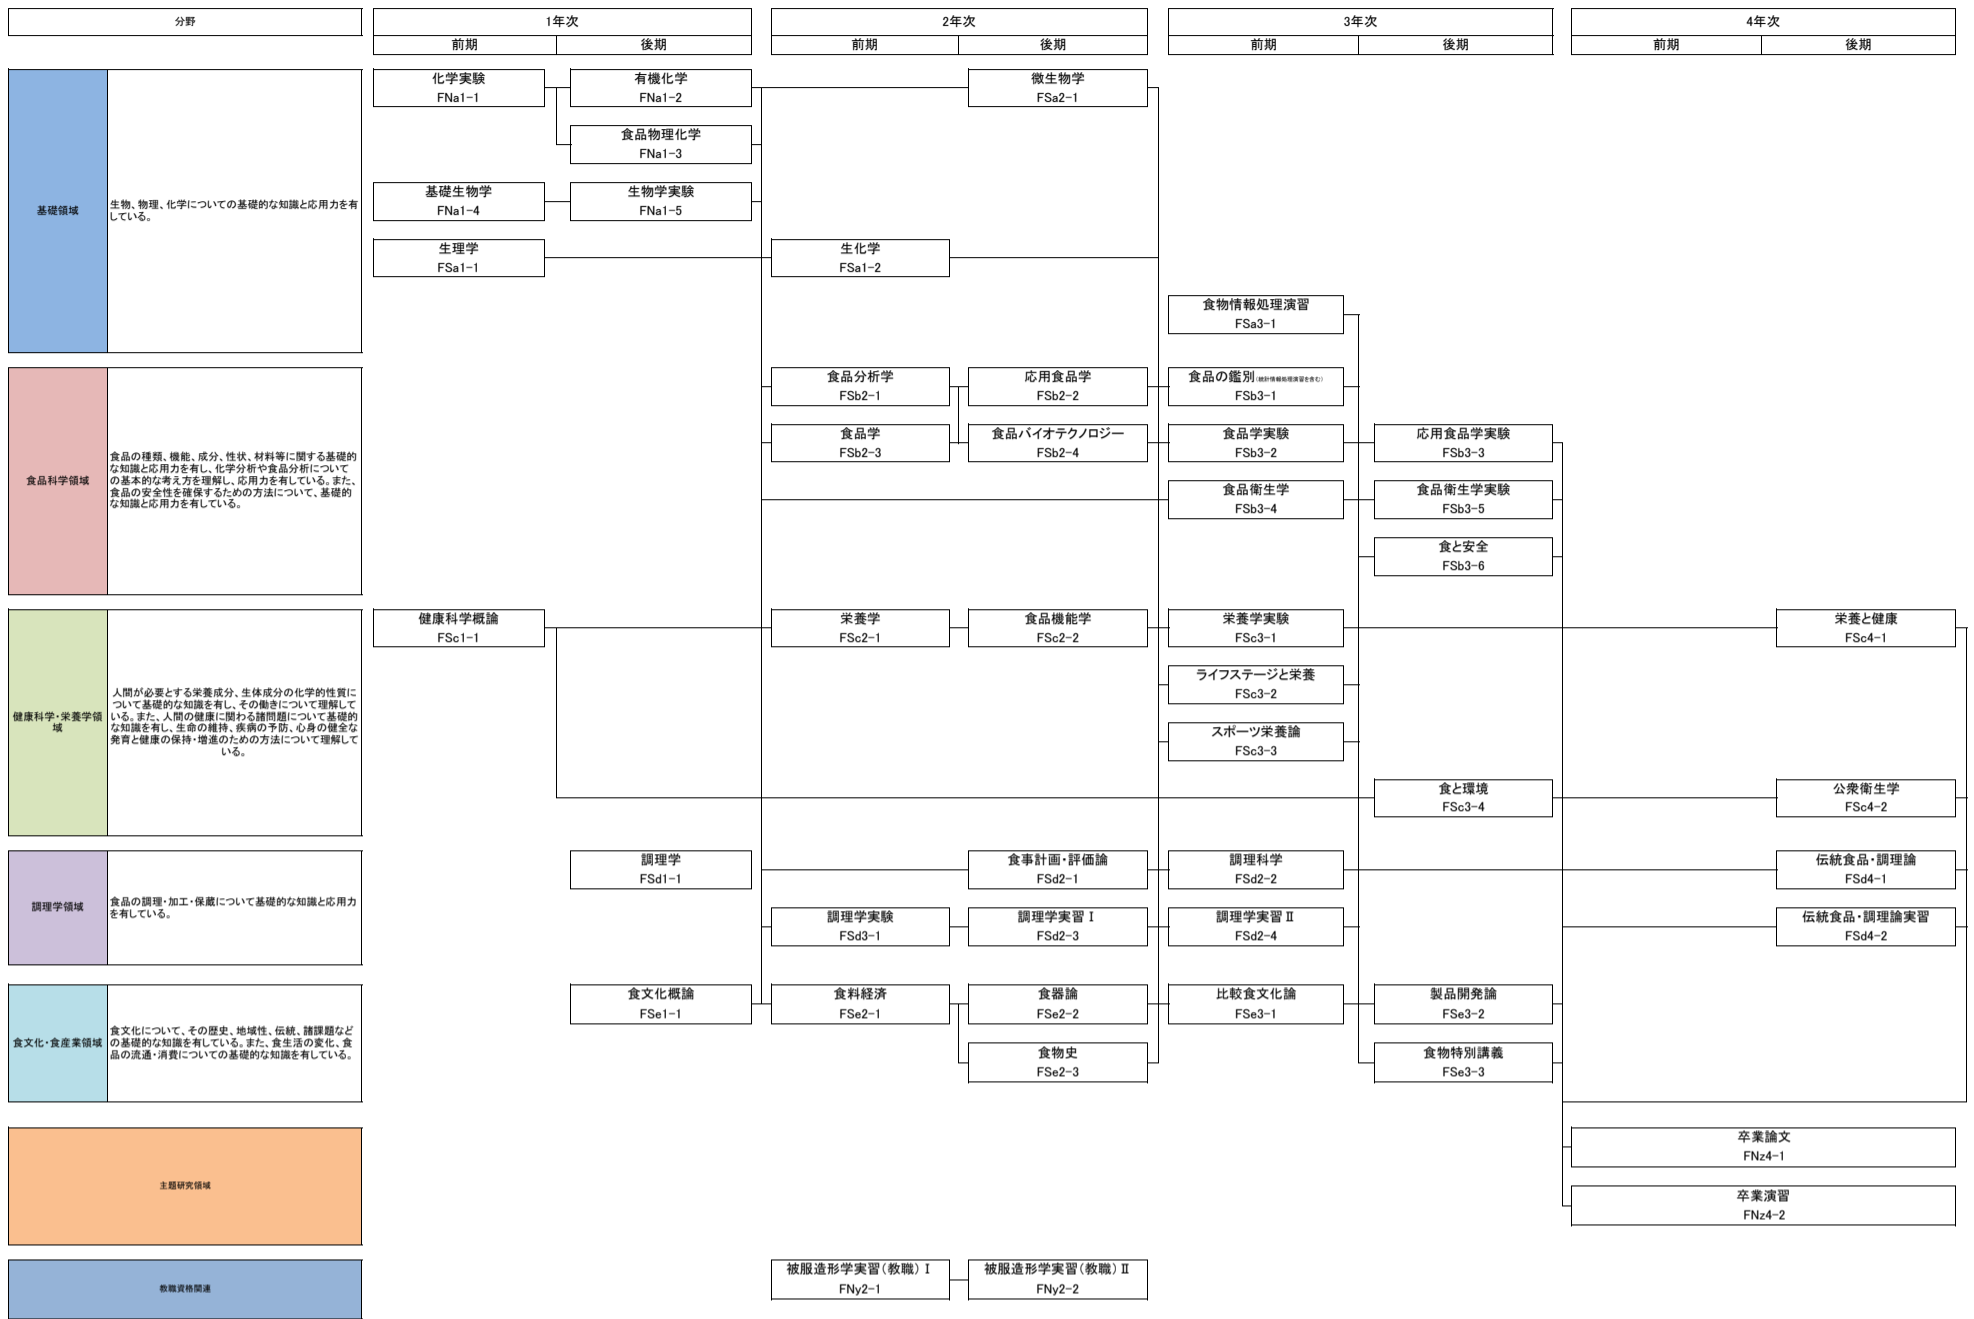 分野
1年次
2年次
3年次
4年次
前期
後期
前期
後期
前期
後期
前期
後期
基礎領域
生物、物理、化学についての基礎的な知識と応用力を有
している。
化学実験
FNa1-1
有機化学
FNa1-2
微生物学
FSa2-1
食品物理化学
FNa1-3
基礎生物学
FNa1-4
生物学実験
FNa1-5
生理学
FSa1-1
生化学
FSa1-2
食物情報処理演習
FSa3-1
食品科学領域
食品の種類、機能、成分、性状、材料等に関する基礎的
な知識と応用力を有し、化学分析や食品分析について
の基本的な考え方を理解し、応用力を有している。また、
食品の安全性を確保するための方法について、基礎的
な知識と応用力を有している。
食品分析学
FSb2-1
応用食品学
FSb2-2
食品の鑑別(統計情報処理演習を含む)
FSb3-1
食品学
FSb2-3
食品バイオテクノロジー
FSb2-4
食品学実験
FSb3-2
応用食品学実験
FSb3-3
食品衛生学
FSb3-4
食品衛生学実験
FSb3-5
食と安全
FSb3-6
健康科学・栄養学領
域
人間が必要とする栄養成分、生体成分の化学的性質に
ついて基礎的な知識を有し、その働きについて理解して
いる。また、人間の健康に関わる諸問題について基礎的
な知識を有し、生命の維持、疾病の予防、心身の健全な
発育と健康の保持・増進のための方法について理解して
いる。
健康科学概論
FSc1-1
栄養学
FSc2-1
食品機能学
FSc2-2
栄養学実験
FSc3-1
栄養と健康
FSc4-1
ライフステージと栄養
FSc3-2
スポーツ栄養論
FSc3-3
食と環境
FSc3-4
公衆衛生学
FSc4-2
調理学領域
食品の調理・加工・保蔵について基礎的な知識と応用力
を有している。
調理学
FSd1-1
食事計画・評価論
FSd2-1
調理科学
FSd2-2
伝統食品・調理論
FSd4-1
調理学実験
FSd3-1
調理学実習Ⅰ
FSd2-3
調理学実習Ⅱ
FSd2-4
伝統食品・調理論実習
FSd4-2
食文化・食産業領域
食文化について、その歴史、地域性、伝統、諸課題など
の基礎的な知識を有している。また、食生活の変化、食
品の流通・消費についての基礎的な知識を有している。
食文化概論
FSe1-1
食料経済
FSe2-1
食器論
FSe2-2
比較食文化論
FSe3-1
製品開発論
FSe3-2
食物史
FSe2-3
食物特別講義
FSe3-3
主題研究領域
卒業論文
FNz4-1
卒業演習
FNz4-2
教職資格関連
被服造形学実習(教職)Ⅰ
FNy2-1
被服造形学実習(教職)Ⅱ
FNy2-2